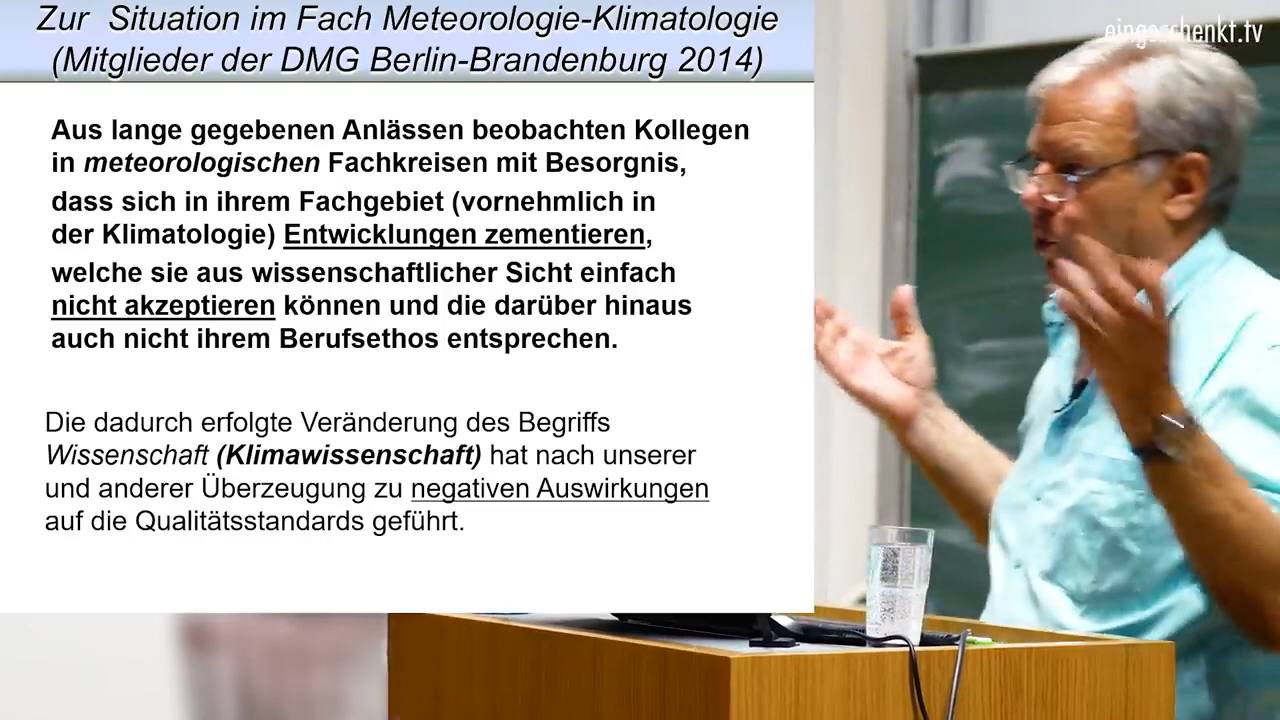 Zur Situation im Fach Meteorologie-Klimatologie
(Mitglieder der DMG Berlin-Brandenburg 2014)
eingeschenkt.tv
Aus lange gegebenen Anlässen beobachten Kollegen
in meteorologischen Fachkreisen mit Besorgnis,
dass sich in ihrem Fachgebiet (vornehmlich in
der Klimatologie) Entwicklungen zementieren,
welche sie aus wissenschaftlicher Sicht einfach
nicht akzeptieren können und die darüber hinaus
auch nicht ihrem Berufsethos entsprechen.
Die dadurch erfolgte Veränderung des Begriffs
Wissenschaft (Klimawissenschaft) hat nach unserer
und anderer Überzeugung zu negativen Auswirkungen
auf die Qualitätsstandards geführt.